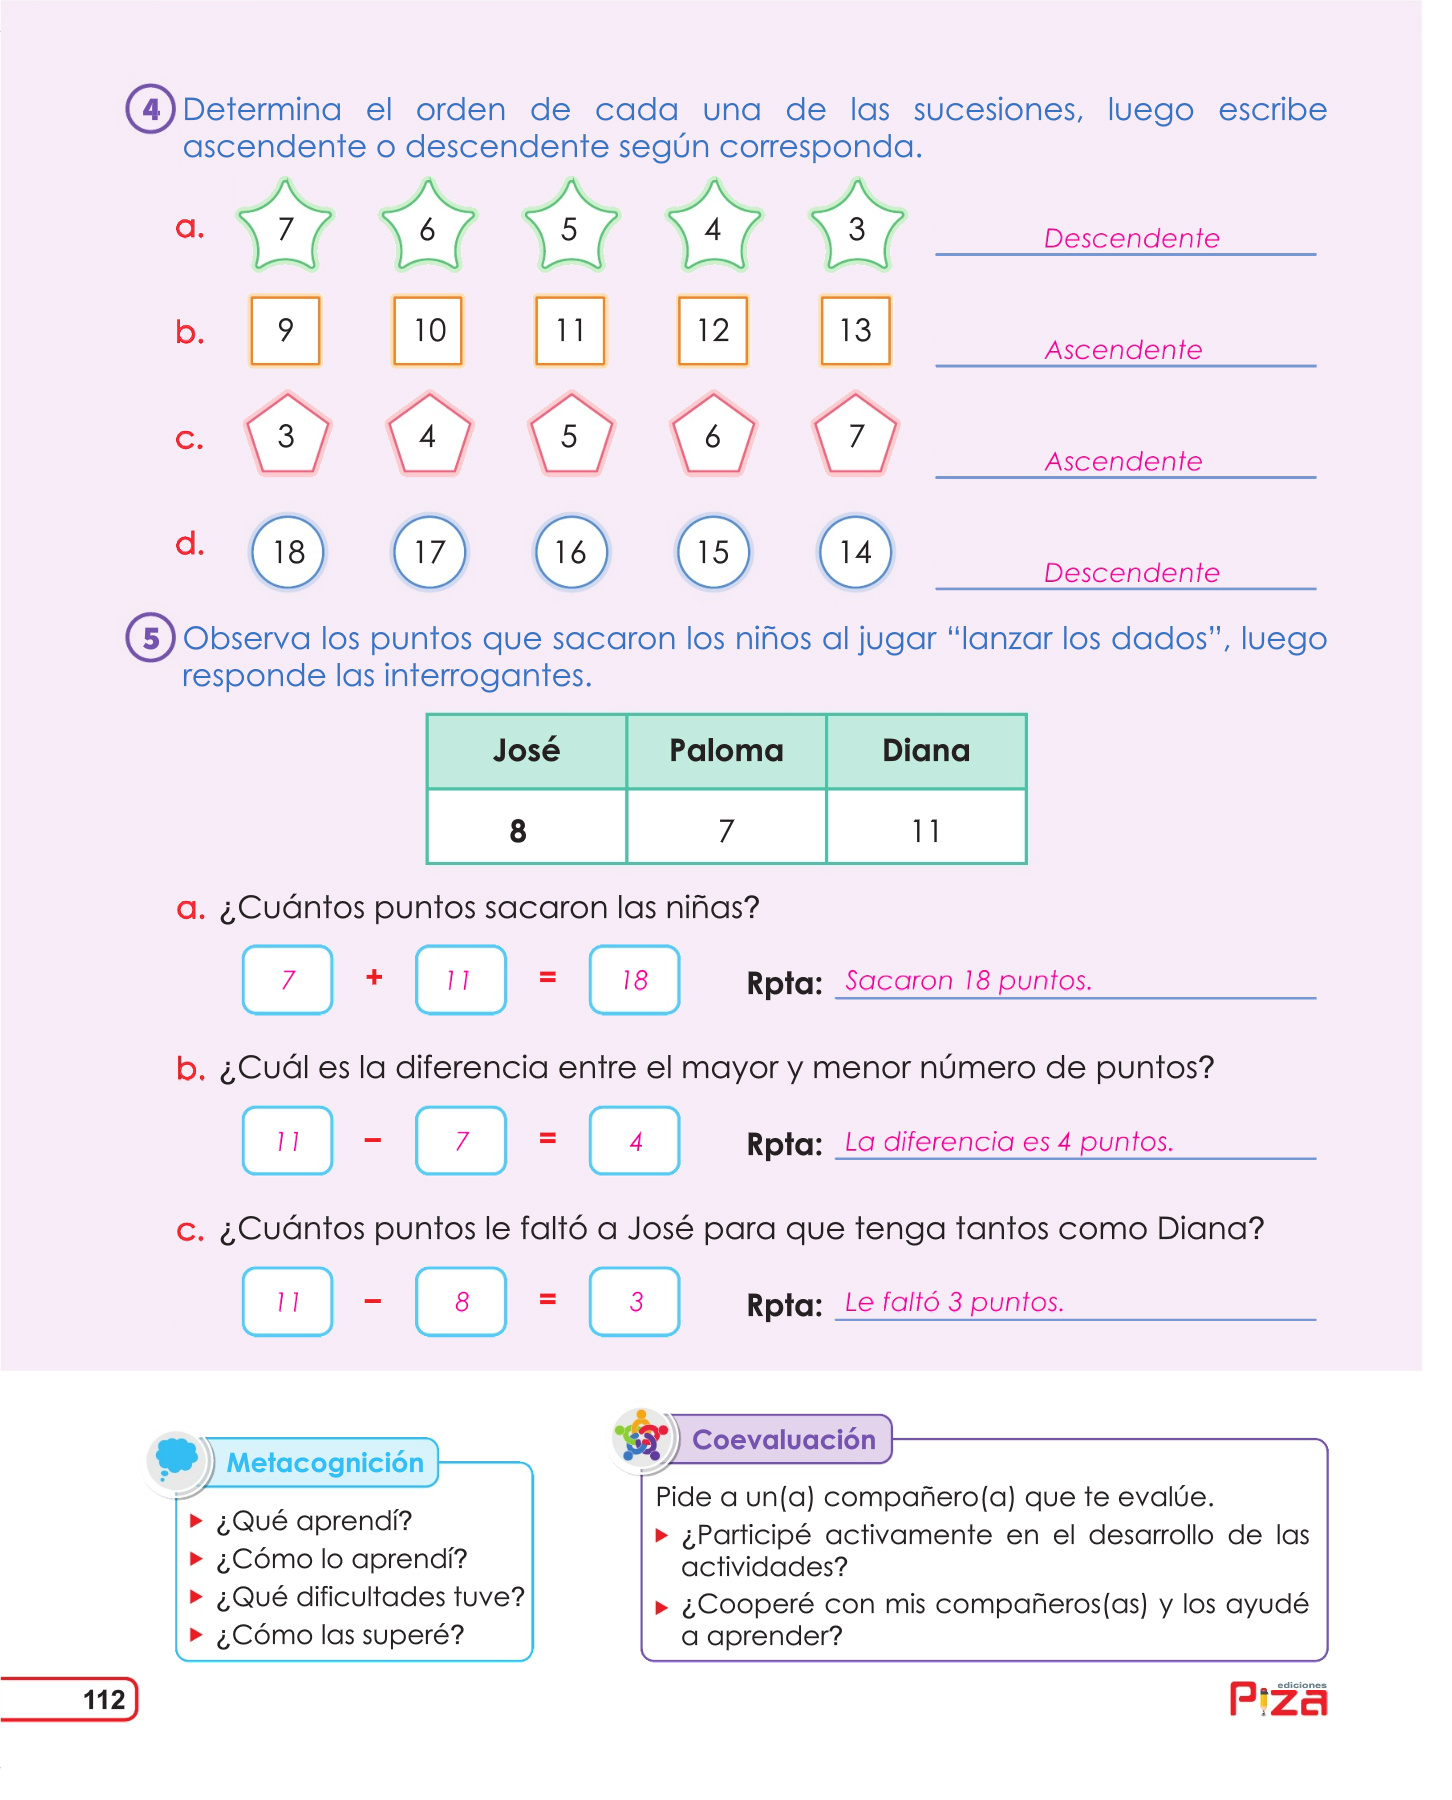 4 Determina el orden de cada una de las sucesiones, luego escribe
ascendente o descendente según corresponda.
a. 7 6 5 4 3 Descendente
b. 9 10 11 12 13 Ascendente
c. 3 4 5 6 7 Ascendente
d. 18 17 16 15 14 Descendente
5 Observa los puntos que sacaron los niños al jugar “lanzar los dados”, luego
responde las interrogantes.
José Paloma Diana
8 7 11
a. ¿Cuántos puntos sacaron las niñas?
7 + 11 = 18 Rpta: Sacaron 18 puntos.
b. ¿Cuál es la diferencia entre el mayor y menor número de puntos?
11 – 7 = 4 Rpta: La diferencia es 4 puntos.
c. ¿Cuántos puntos le faltó a José para que tenga tantos como Diana?
11 – 8 = 3 Rpta: Le faltó 3 puntos.
Metacognición
¿Qué aprendí?
¿Cómo lo aprendí?
¿Qué dificultades tuve?
¿Cómo las superé?
Coevaluación
Pide a un(a) compañero(a) que te evalúe.
¿Participé activamente en el desarrollo de las
actividades?
¿Cooperé con mis compañeros(as) y los ayudé
a aprender?
112
ediciones
Piza